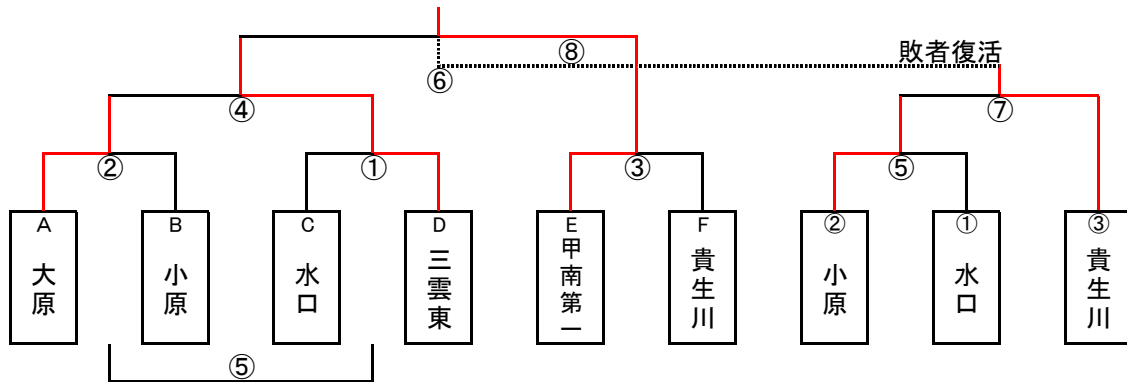 ⑧
敗者復活
⑥
④
⑦
②
①
③
⑤
A
大原
B
小原
C
水口
D
三雲東
E
甲南第一
F
貴生川
②
小原
①
水口
③
貴生川
⑤